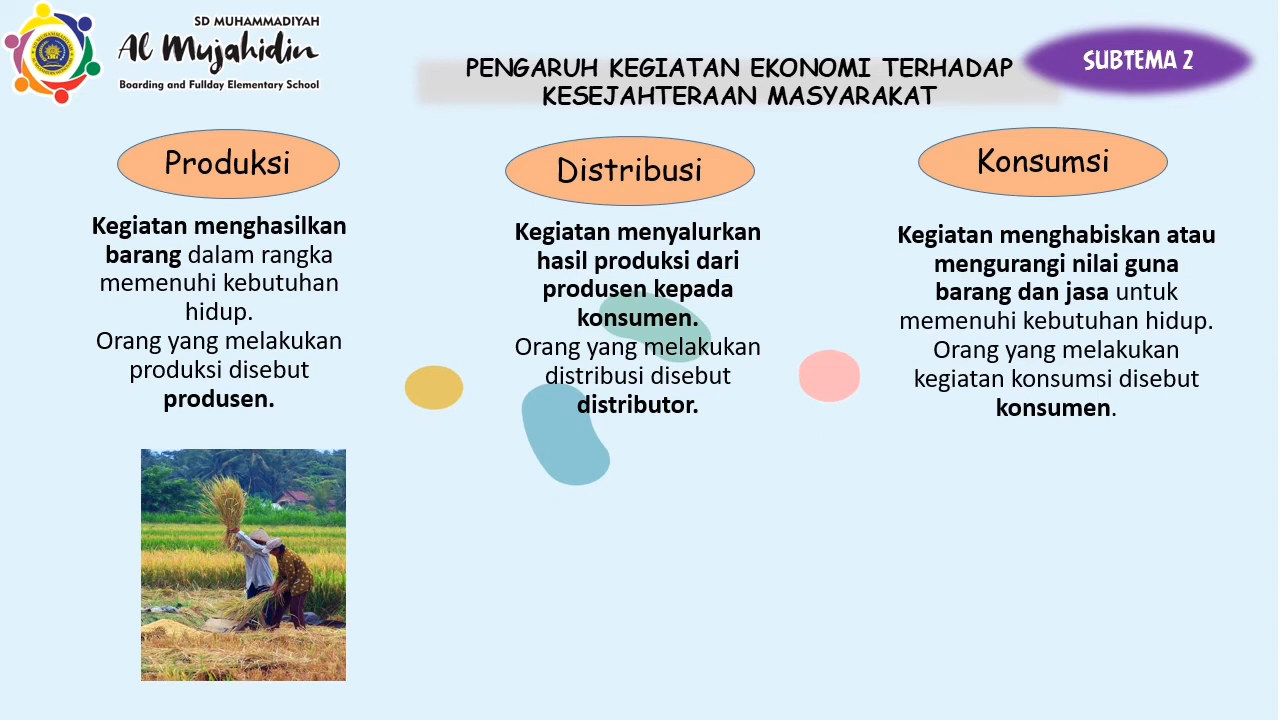 SD MUHAMMADIYAH
Al Mujahidin
Boarding and Fullday Elementary School
PENGARUH KEGIATAN EKONOMI TERHADAP
KESEJAHTERAAN MASYARAKAT
SUBTEMA 2
Produksi
Kegiatan menghasilkan
barang dalam rangka
memenuhi kebutuhan
hidup.
Orang yang melakukan
produksi disebut
produsen.
Distribusi
Kegiatan menyalurkan
hasil produksi dari
produsen kepada
konsumen.
Orang yang melakukan
distribusi disebut
distributor.
Konsumsi
Kegiatan menghabiskan atau
mengurangi nilai guna
barang dan jasa untuk
memenuhi kebutuhan hidup.
Orang yang melakukan
kegiatan konsumsi disebut
konsumen.